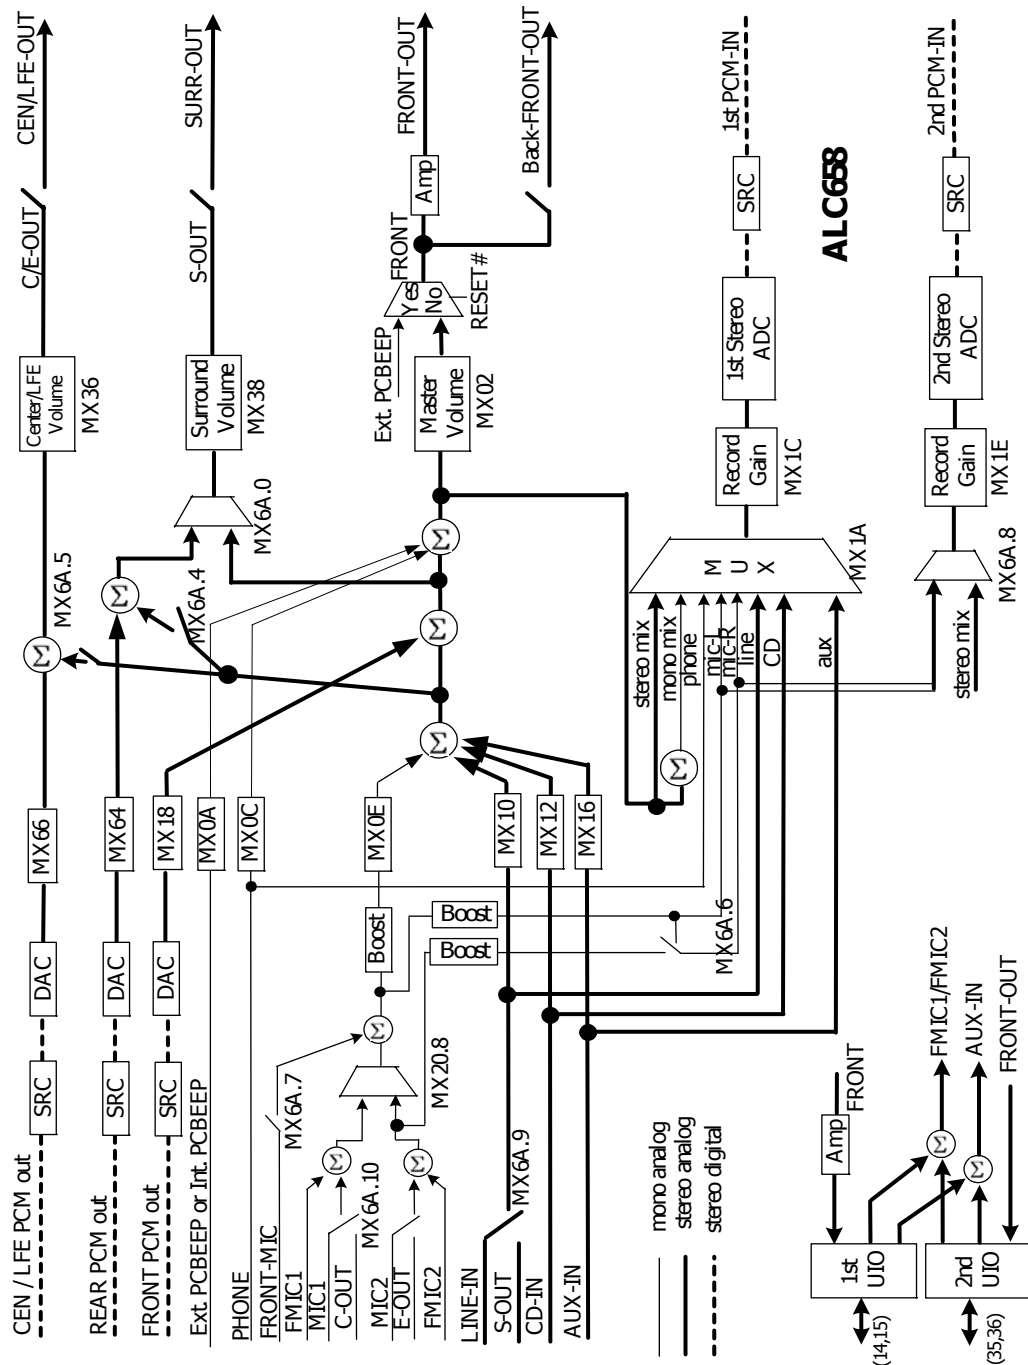 CEN/LFE-OUT
SURR-OUT
FRONT-OUT
Back-FRONT-OUT
1st PCM-IN
2nd PCM-IN
C/E-OUT
S-OUT
FRONT
Amp
SRC
SRC
ALC658
Yes
No
RESET#
Ext. PCBEEP
Center/LFE
Volume
MX36
Surround
Volume
MX38
Master
Volume
MX02
1st Stereo
ADC
2nd Stereo
ADC
Record
Gain
MX1C
Record
Gain
MX1E
MX6A.5
MX6A.0
MX6A.4
Σ
Σ
Σ
Σ
Σ
M
U
X
MX1A
MX6A.8
stereo mix
mono mix
phone
mic-L
mic-R
line
CD
aux
stereo mix
Σ
MX66
MX64
MX18
MX0A
MX0C
MX0E
MX10
MX12
MX16
DAC
DAC
DAC
Boost
Boost
Boost
MX6A.6
SRC
SRC
SRC
Σ
MX20.8
MX6A.7
Σ
Σ
MX6A.10
MX6A.9
CEN / LFE PCM out
REAR PCM out
FRONT PCM out
Ext. PCBEEP or Int. PCBEEP
PHONE
FRONT-MIC
FMIC1
MIC1
C-OUT
MIC2
E-OUT
FMIC2
LINE-IN
S-OUT
CD-IN
AUX-IN
mono analog
stereo analog
stereo digital
FRONT
Amp
FMIC1/FMIC2
AUX-IN
FRONT-OUT
Σ
Σ
1st
UIO
2nd
UIO
(14,15)
(35,36)